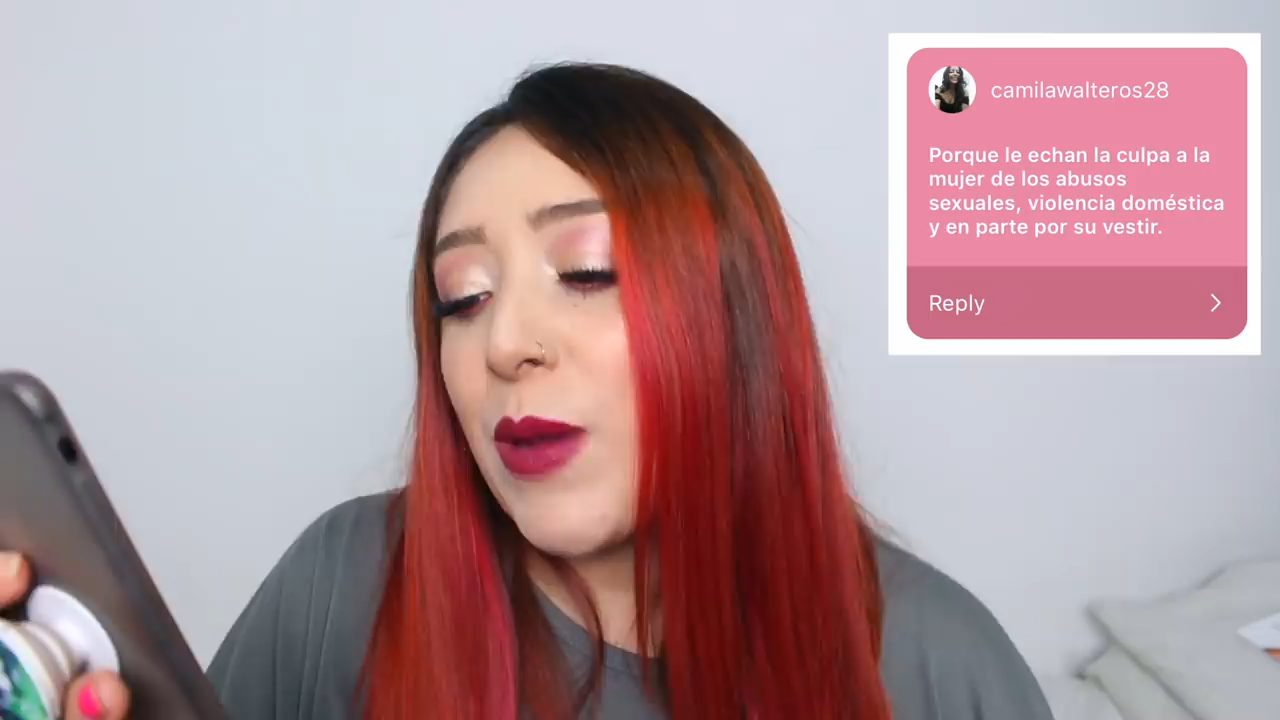 camilawalteros28
Porque le echan la culpa a la
mujer de los abusos
sexuales, violencia doméstica
y en parte por su vestir.
Reply